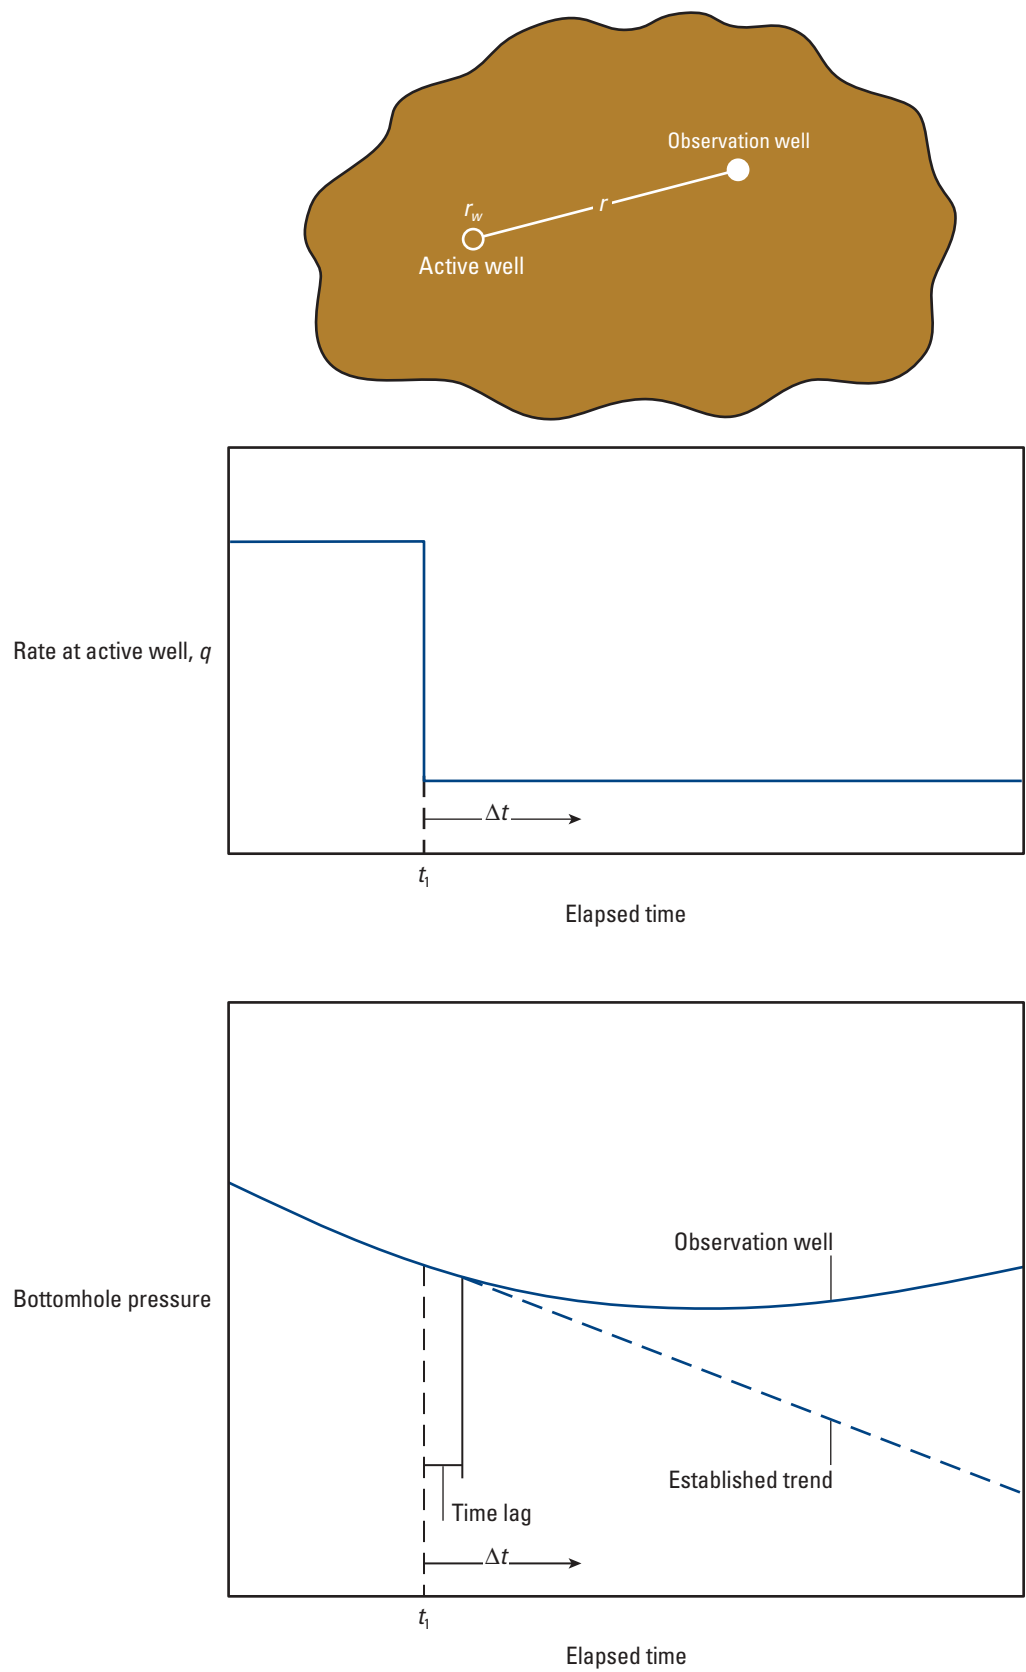 Observation well
r
r_w
Active well
Rate at active well, q
Δt
t₁
Elapsed time
Observation well
Bottomhole pressure
Established trend
Time lag
Δt
t₁
Elapsed time